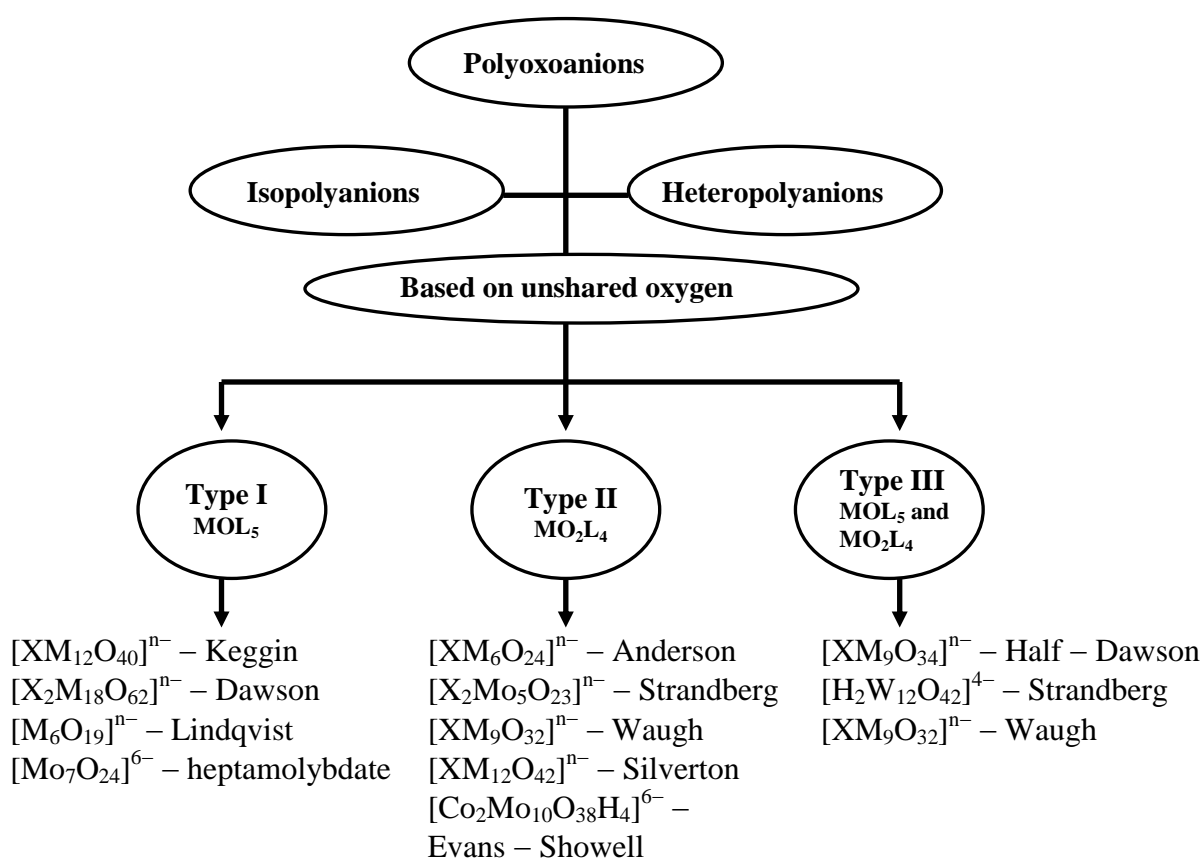 Polyoxoanions
Isopolyanions
Heteropolyanions
Based on unshared oxygen
Type I
MOL₅
Type II
MO₂L₄
Type III
MOL₅ and
MO₂L₄
[XM₁₂O₄₀]ⁿ⁻ – Keggin
[X₂M₁₈O₆₂]ⁿ⁻ – Dawson
[M₆O₁₉]ⁿ⁻ – Lindqvist
[Mo₇O₂₄]⁶⁻ – heptamolybdate
[XM₆O₂₄]ⁿ⁻ – Anderson
[X₂Mo₅O₂₃]ⁿ⁻ – Strandberg
[XM₉O₃₂]ⁿ⁻ – Waugh
[XM₁₂O₄₂]ⁿ⁻ – Silverton
[Co₂Mo₁₀O₃₈H₄]⁶⁻ –
Evans – Showell
[XM₉O₃₄]ⁿ⁻ – Half – Dawson
[H₂W₁₂O₄₂]⁴⁻ – Strandberg
[XM₉O₃₂]ⁿ⁻ – Waugh